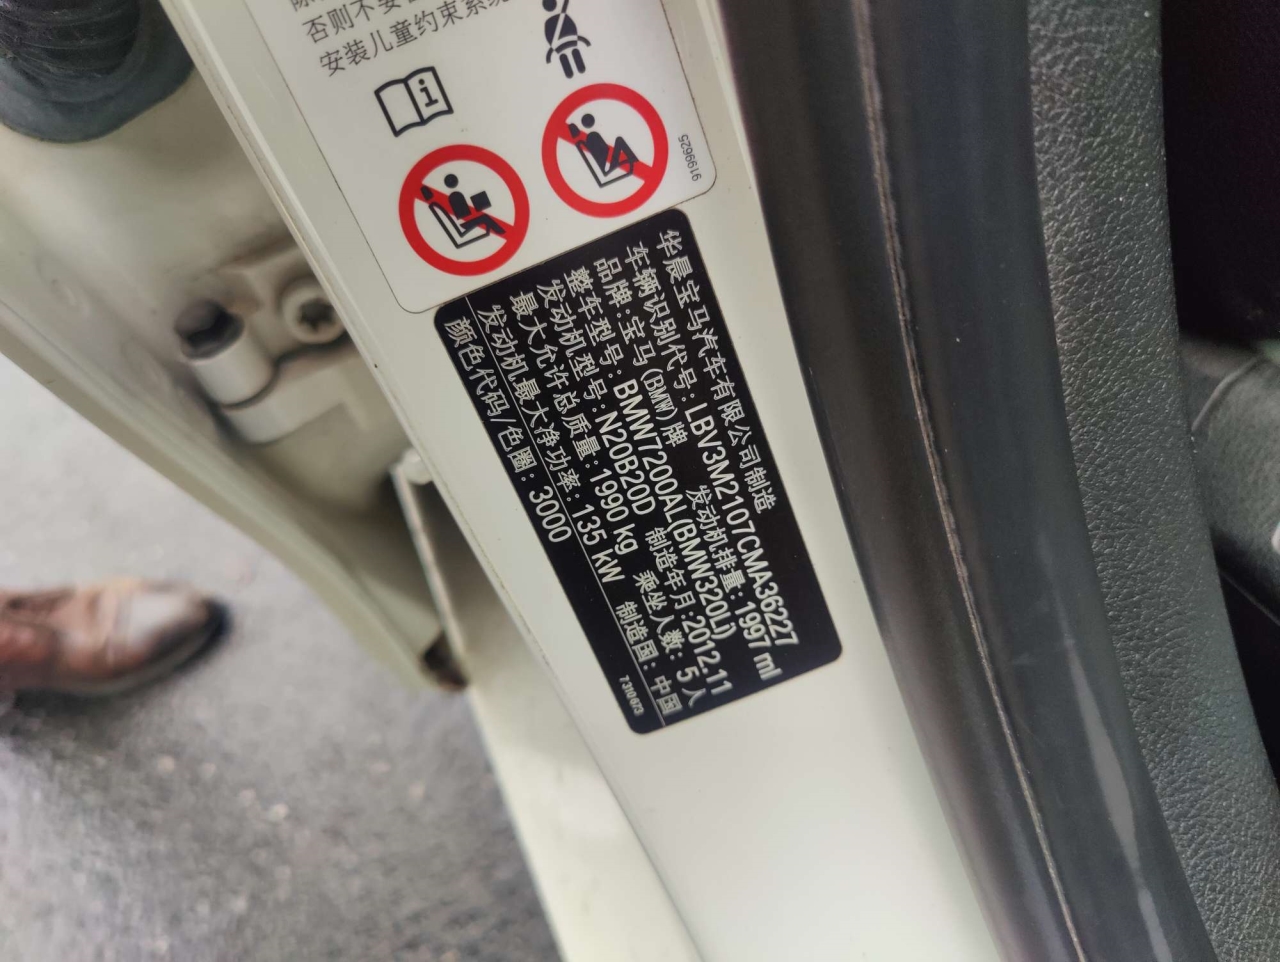 否则不
安装儿童约束系统
9199625
华晨宝马汽车有限公司制造
车辆识别代号: LBV3M2107CMA36227
品牌: 宝马(BMW)牌 发动机排量: 1997 ml
整车型号: BMW7200AL(BMW320Li)
发动机型号: N20B20D 制造年月: 2012.11
最大允许总质量: 1990 kg 乘坐人数: 5人
发动机最大净功率: 135 kW 制造国: 中国
颜色代码/色圈: 3000 7310673